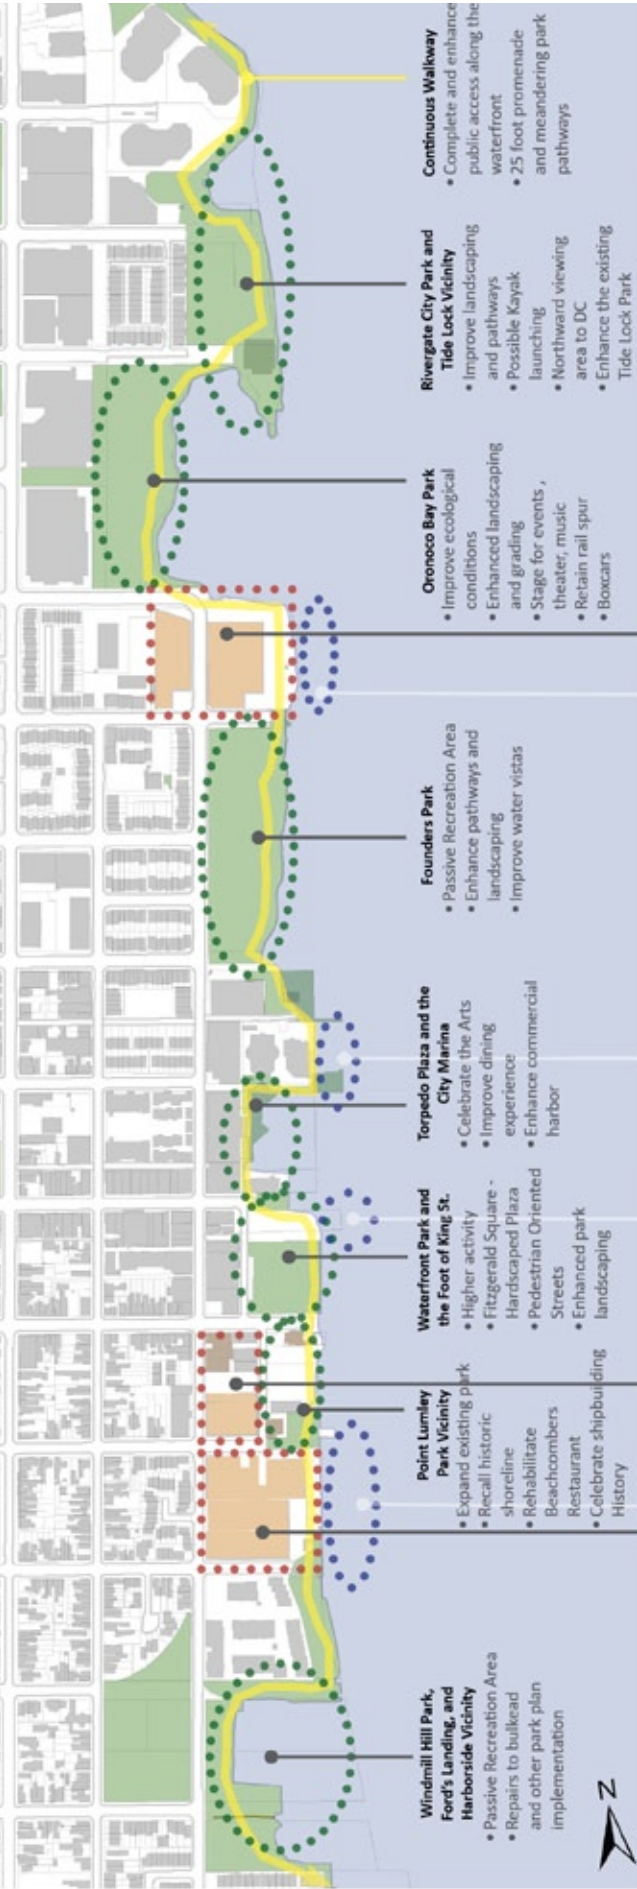 Windmill Hill Park,
Ford's Landing, and
Harborside Vicinity
• Passive Recreation Area
• Repairs to bulkead
and other park plan
implementation
Point Lumley
Park Vicinity
• Expand existing park
• Recall historic
shoreline
• Rehabilitate
Beachcombers
Restaurant
• Celebrate shipbuilding
History
Waterfront Park and
the Foot of King St.
• Higher activity
• Fitzgerald Square -
Hardscaped Plaza
• Pedestrian Oriented
Streets
• Enhanced park
landscaping
Torpedo Plaza and the
City Marina
• Celebrate the Arts
• Improve dining
experience
• Enhance commercial
harbor
Founders Park
• Passive Recreation Area
• Enhance pathways and
landscaping
• Improve water vistas
Oronoco Bay Park
• Improve ecological
conditions
• Enhanced landscaping
and grading
• Stage for events ,
theater, music
• Retain rail spur
• Boxcars
Rivergate City Park and
Tide Lock Vicinity
• Improve landscaping
and pathways
• Possible Kayak
launching
• Northward viewing
area to DC
• Enhance the existing
Tide Lock Park
Continuous Walkway
• Complete and enhance
public access along the
waterfront
• 25 foot promenade
and meandering park
pathways
N